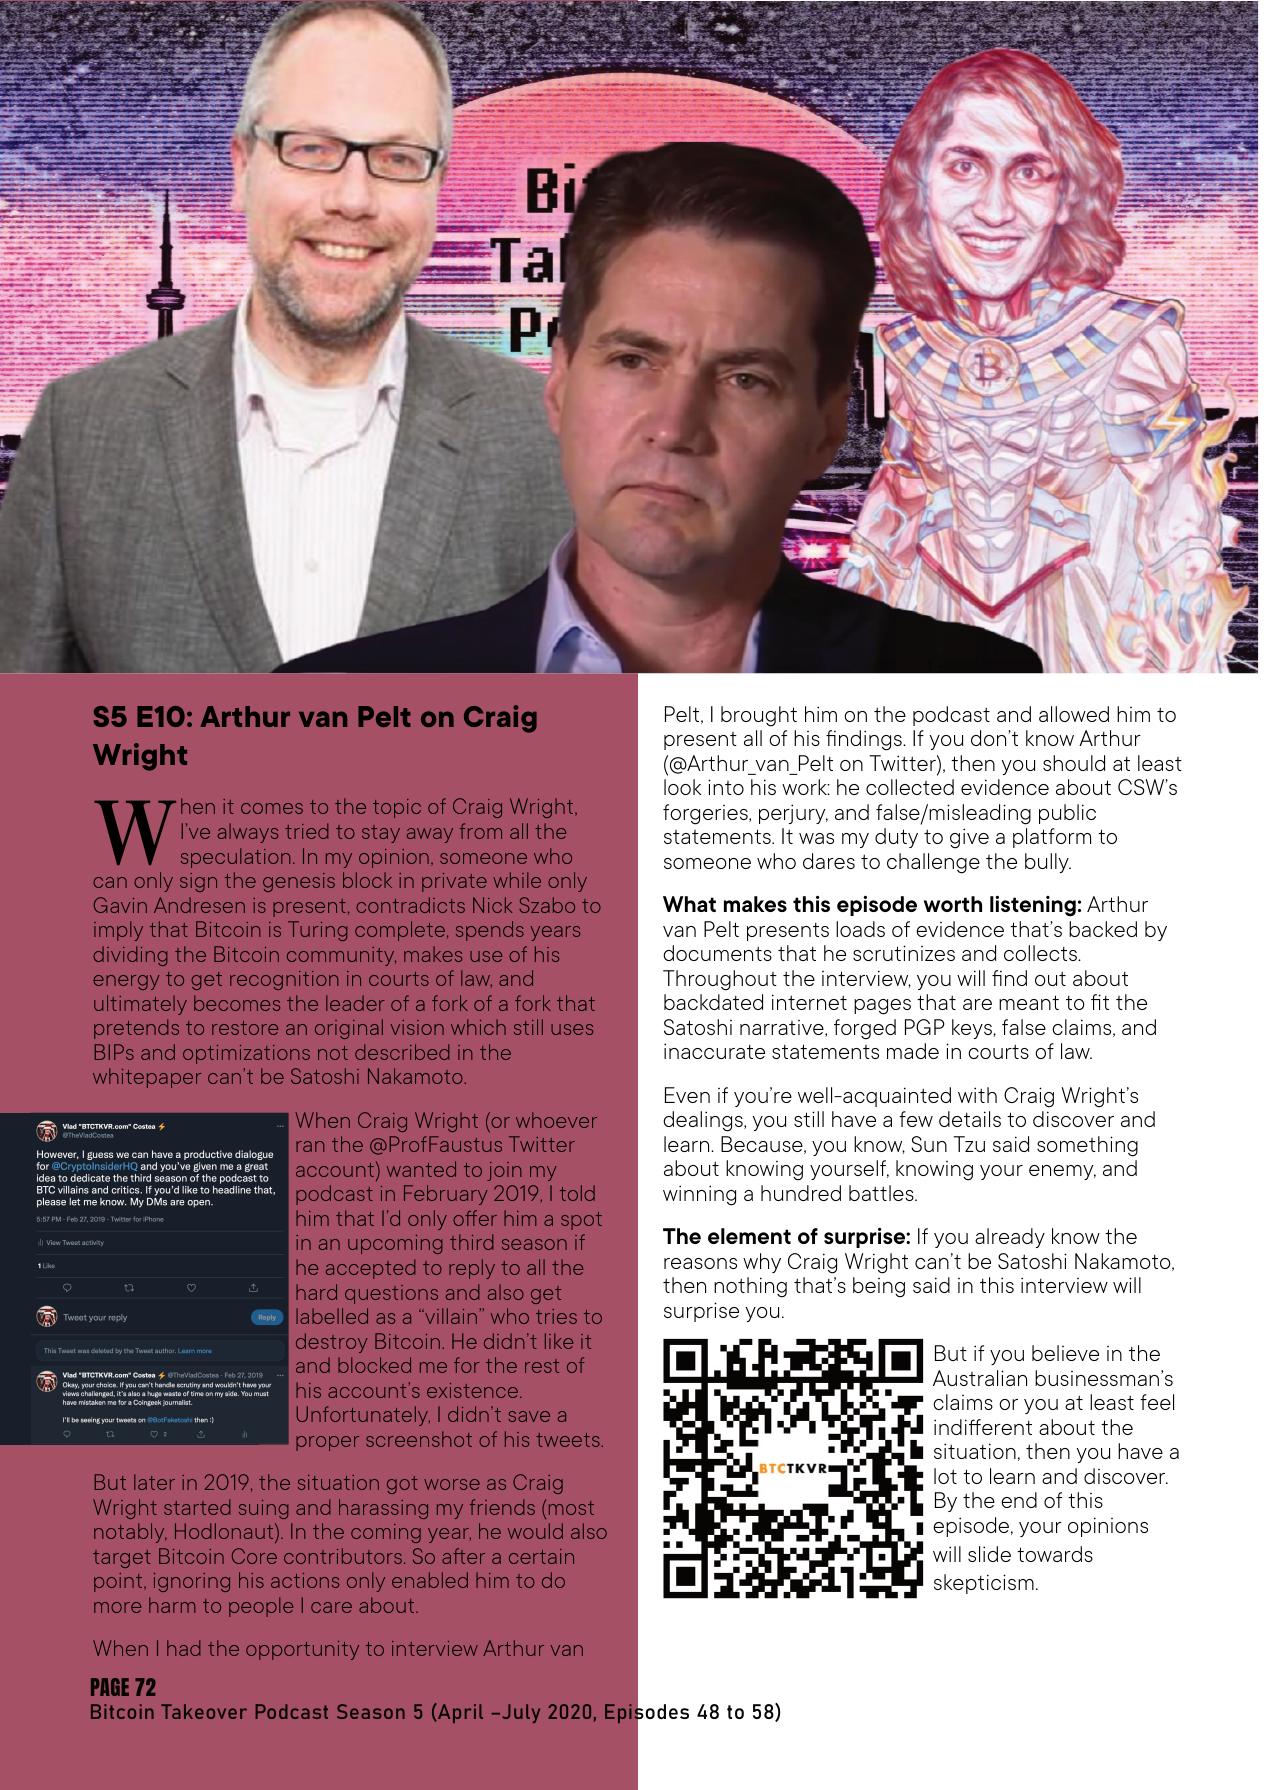 Bi
Tak
Po
S5 E10: Arthur van Pelt on Craig
Wright
When it comes to the topic of Craig Wright,
I've always tried to stay away from all the
speculation. In my opinion, someone who
can only sign the genesis block in private while only
Gavin Andresen is present, contradicts Nick Szabo to
imply that Bitcoin is Turing complete, spends years
dividing the Bitcoin community, makes use of his
energy to get recognition in courts of law, and
ultimately becomes the leader of a fork of a fork that
pretends to restore an original vision which still uses
BIPs and optimizations not described in the
whitepaper can't be Satoshi Nakamoto.
Vlad "BTCTKVR.com" Costea ⚡
@TheVladCostea
However, I guess we can have a productive dialogue
for @CryptoInsiderHQ and you've given me a great
idea to dedicate the third season of the podcast to
BTC villains and critics. If you'd like to headline that,
please let me know. My DMs are open.
5:57 PM · Feb 27, 2019 · Twitter for iPhone
View Tweet activity
1 Like
Tweet your reply
Reply
This Tweet was deleted by the Tweet author. Learn more
Vlad "BTCTKVR.com" Costea ⚡ @TheVladCostea · Feb 27, 2019
Okay, your choice. If you can't handle scrutiny and wouldn't have your
views challenged, it's also a huge waste of time on my side. You must
have mistaken me for a Coingeek journalist.
I'll be seeing your tweets on @BotFaketoshi then :)
2
When Craig Wright (or whoever
ran the @ProfFaustus Twitter
account) wanted to join my
podcast in February 2019, I told
him that I'd only offer him a spot
in an upcoming third season if
he accepted to reply to all the
hard questions and also get
labelled as a “villain” who tries to
destroy Bitcoin. He didn't like it
and blocked me for the rest of
his account's existence.
Unfortunately, I didn't save a
proper screenshot of his tweets.
But later in 2019, the situation got worse as Craig
Wright started suing and harassing my friends (most
notably, Hodlonaut). In the coming year, he would also
target Bitcoin Core contributors. So after a certain
point, ignoring his actions only enabled him to do
more harm to people I care about.
When I had the opportunity to interview Arthur van
Pelt, I brought him on the podcast and allowed him to
present all of his findings. If you don't know Arthur
(@Arthur_van_Pelt on Twitter), then you should at least
look into his work: he collected evidence about CSW's
forgeries, perjury, and false/misleading public
statements. It was my duty to give a platform to
someone who dares to challenge the bully.
What makes this episode worth listening: Arthur
van Pelt presents loads of evidence that's backed by
documents that he scrutinizes and collects.
Throughout the interview, you will find out about
backdated internet pages that are meant to fit the
Satoshi narrative, forged PGP keys, false claims, and
inaccurate statements made in courts of law.
Even if you're well-acquainted with Craig Wright's
dealings, you still have a few details to discover and
learn. Because, you know, Sun Tzu said something
about knowing yourself, knowing your enemy, and
winning a hundred battles.
The element of surprise: If you already know the
reasons why Craig Wright can't be Satoshi Nakamoto,
then nothing that's being said in this interview will
surprise you.
BTCTKVR
But if you believe in the
Australian businessman's
claims or you at least feel
indifferent about the
situation, then you have a
lot to learn and discover.
By the end of this
episode, your opinions
will slide towards
skepticism.
PAGE 72
Bitcoin Takeover Podcast Season 5 (April –July 2020, Episodes 48 to 58)